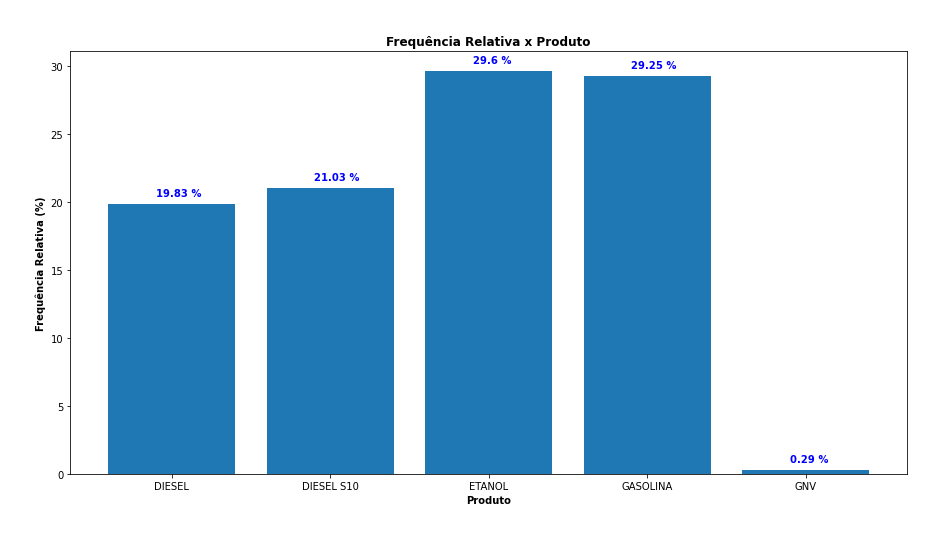 Frequência Relativa x Produto
29.6 %
29.25 %
21.03 %
19.83 %
0.29 %
Frequência Relativa (%)
30
25
20
15
10
5
0
DIESEL
DIESEL S10
ETANOL
GASOLINA
GNV
Produto